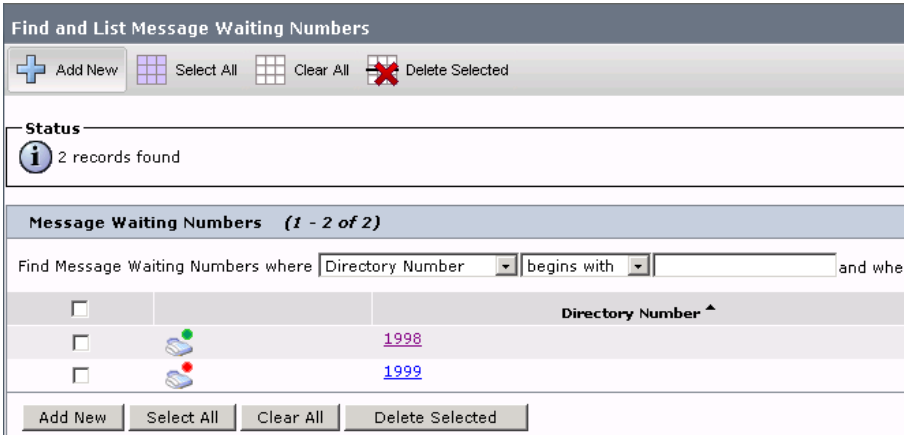 Find and List Message Waiting Numbers
Add New Select All Clear All Delete Selected
Status
2 records found
Message Waiting Numbers (1 - 2 of 2)
Find Message Waiting Numbers where Directory Number begins with and whe
Directory Number
1998
1999
Add New Select All Clear All Delete Selected